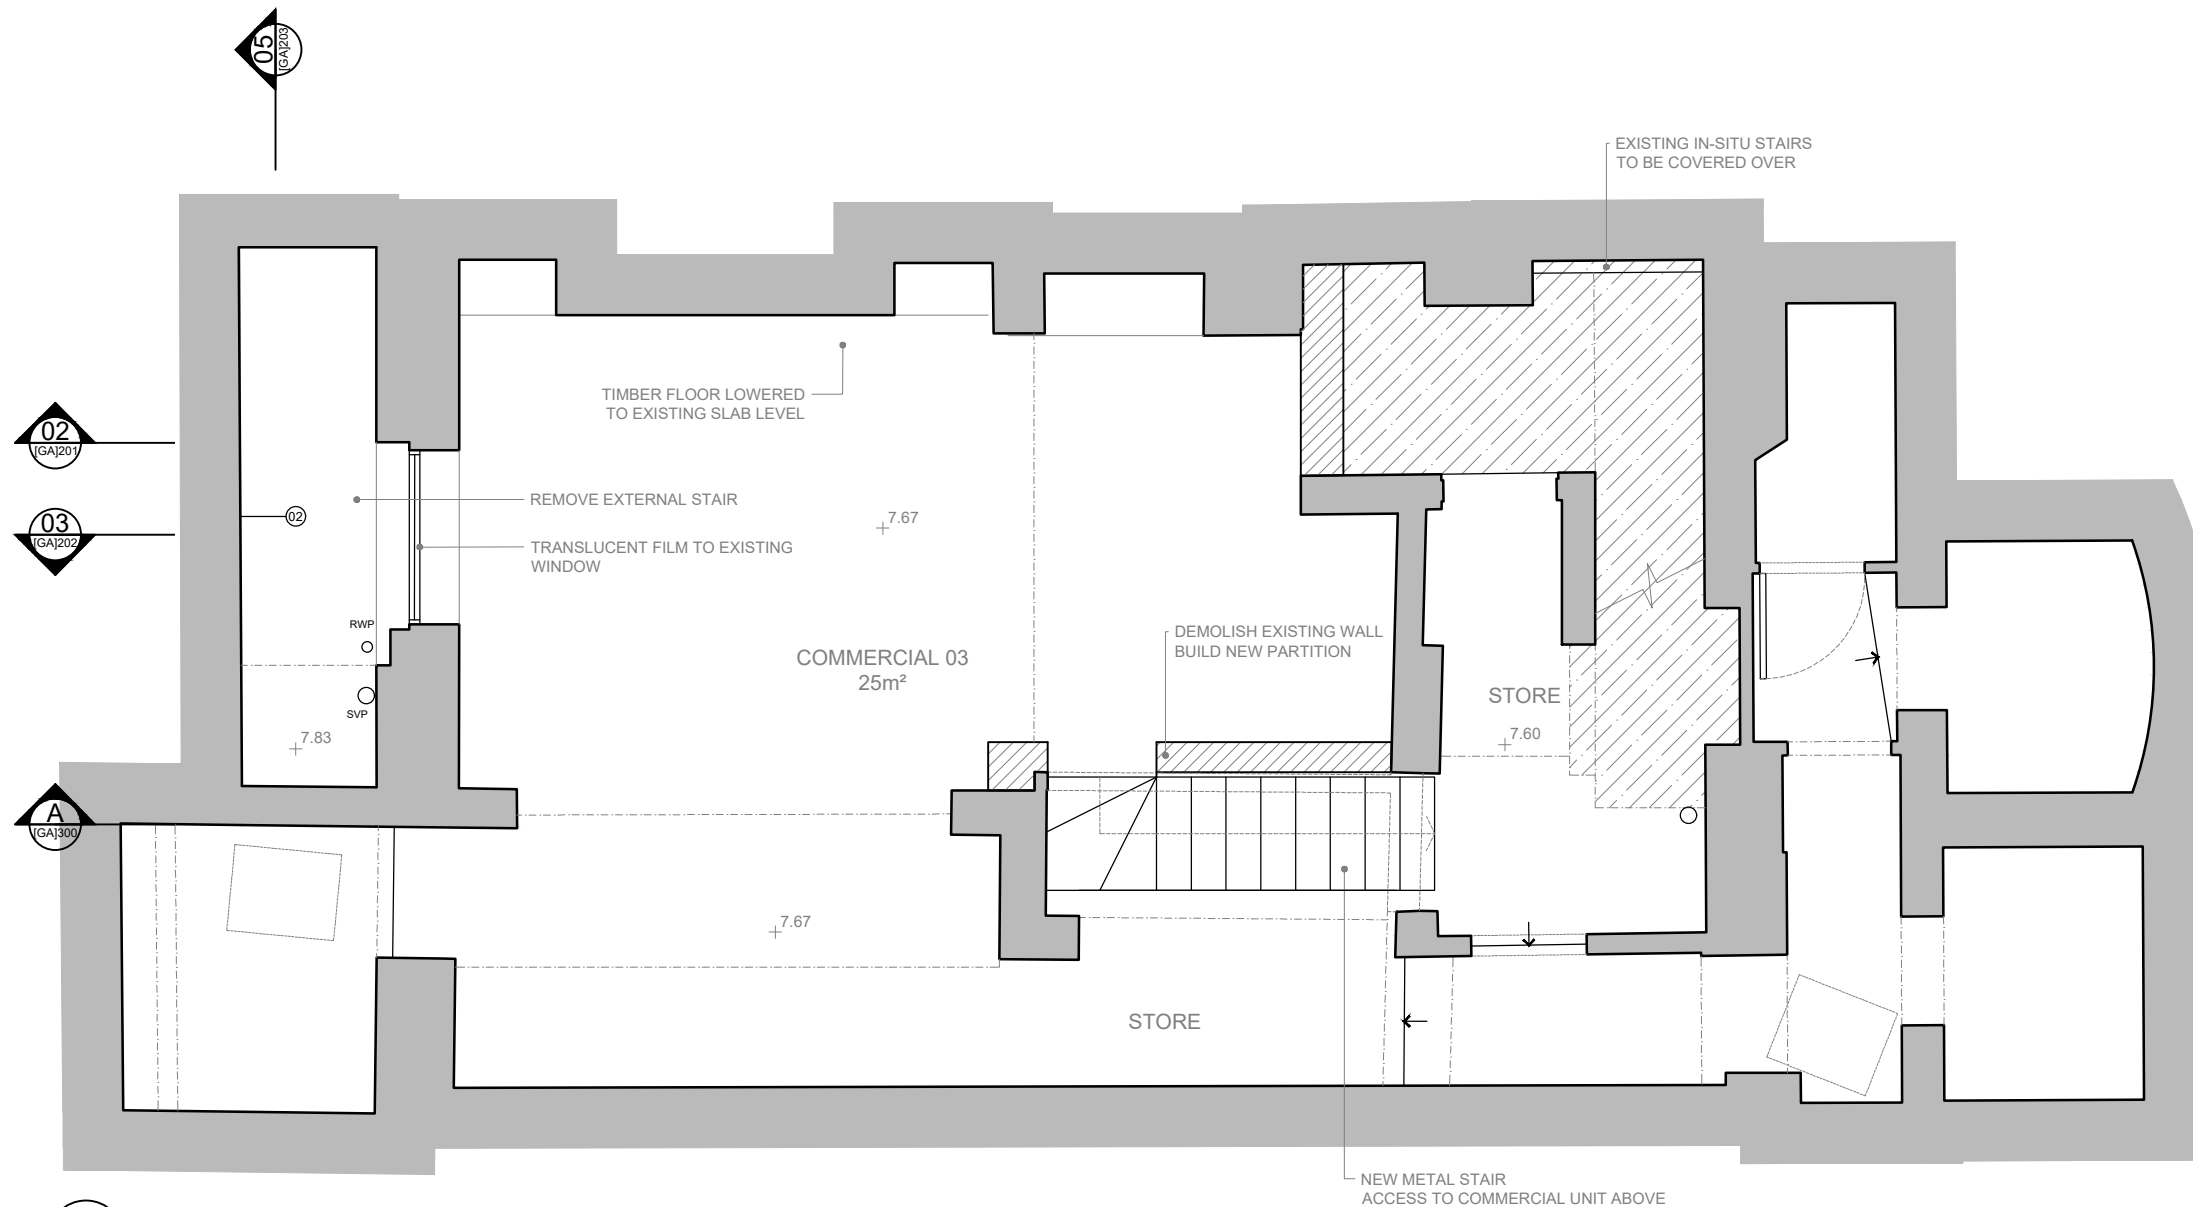 05
[GA]203
EXISTING IN-SITU STAIRS
TO BE COVERED OVER
TIMBER FLOOR LOWERED
TO EXISTING SLAB LEVEL
02
[GA]201
REMOVE EXTERNAL STAIR
02
7.67
03
[GA]202
TRANSLUCENT FILM TO EXISTING
WINDOW
RWP
DEMOLISH EXISTING WALL
BUILD NEW PARTITION
COMMERCIAL 03
25m²
STORE
SVP
7.83
7.60
A
[GA]300
7.67
STORE
NEW METAL STAIR
ACCESS TO COMMERCIAL UNIT ABOVE